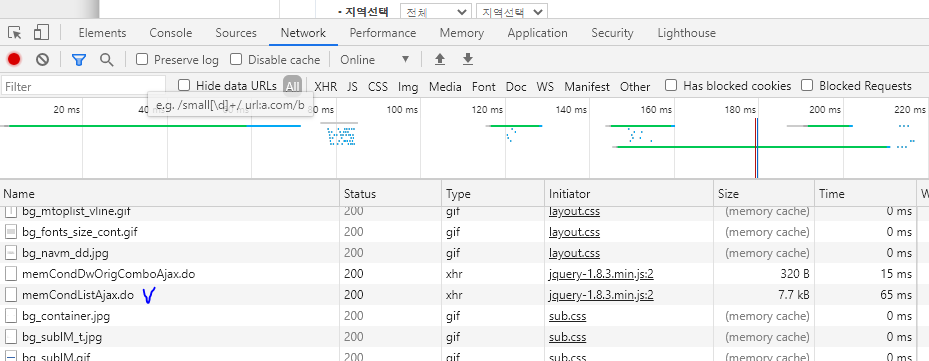 • 지역선택 전체 지역선택
Elements Console Sources Network Performance Memory Application Security Lighthouse
Preserve log Disable cache Online
Filter Hide data URLs All XHR JS CSS Img Media Font Doc WS Manifest Other Has blocked cookies Blocked Requests
e.g. /small[\d]+/ url:a.com/b
20 ms 40 ms 80 ms 100 ms 120 ms 140 ms 160 ms 180 ms 200 ms 220 ms
Name Status Type Initiator Size Time W
bg_mtoplist_vline.gif 200 gif layout.css (memory cache) 0 ms
bg_fonts_size_cont.gif 200 gif layout.css (memory cache) 0 ms
bg_navm_dd.jpg 200 gif layout.css (memory cache) 0 ms
memCondDwOrigComboAjax.do 200 xhr jquery-1.8.3.min.js:2 320 B 15 ms
memCondListAjax.do V 200 xhr jquery-1.8.3.min.js:2 7.7 kB 65 ms
bg_container.jpg 200 gif sub.css (memory cache) 0 ms
bg_subIM_t.jpg 200 gif sub.css (memory cache) 0 ms
bg_subIM.gif 200 gif sub.css (memory cache) 0 ms